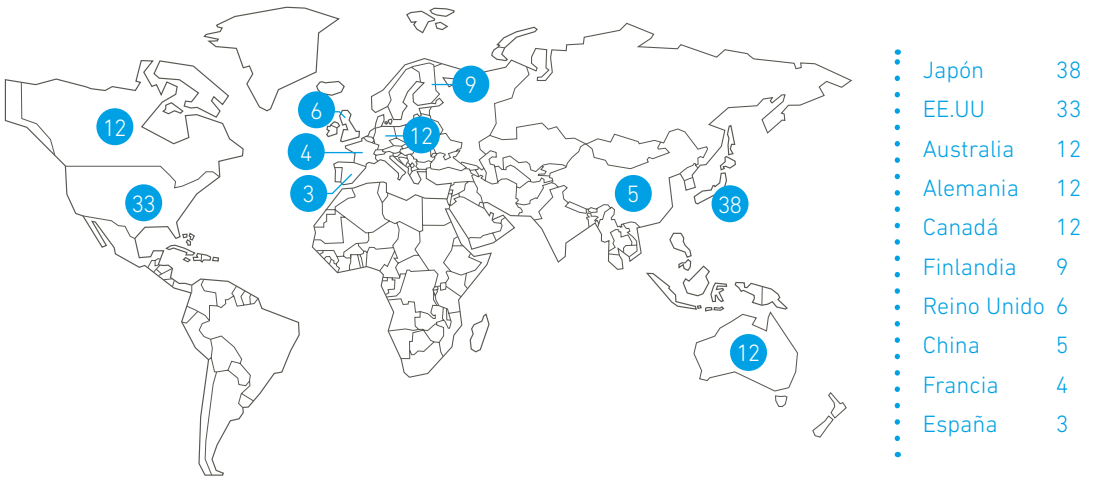 9
6
12
12
4
3
5
33
38
12
Japón 38
EE.UU 33
Australia 12
Alemania 12
Canadá 12
Finlandia 9
Reino Unido 6
China 5
Francia 4
España 3